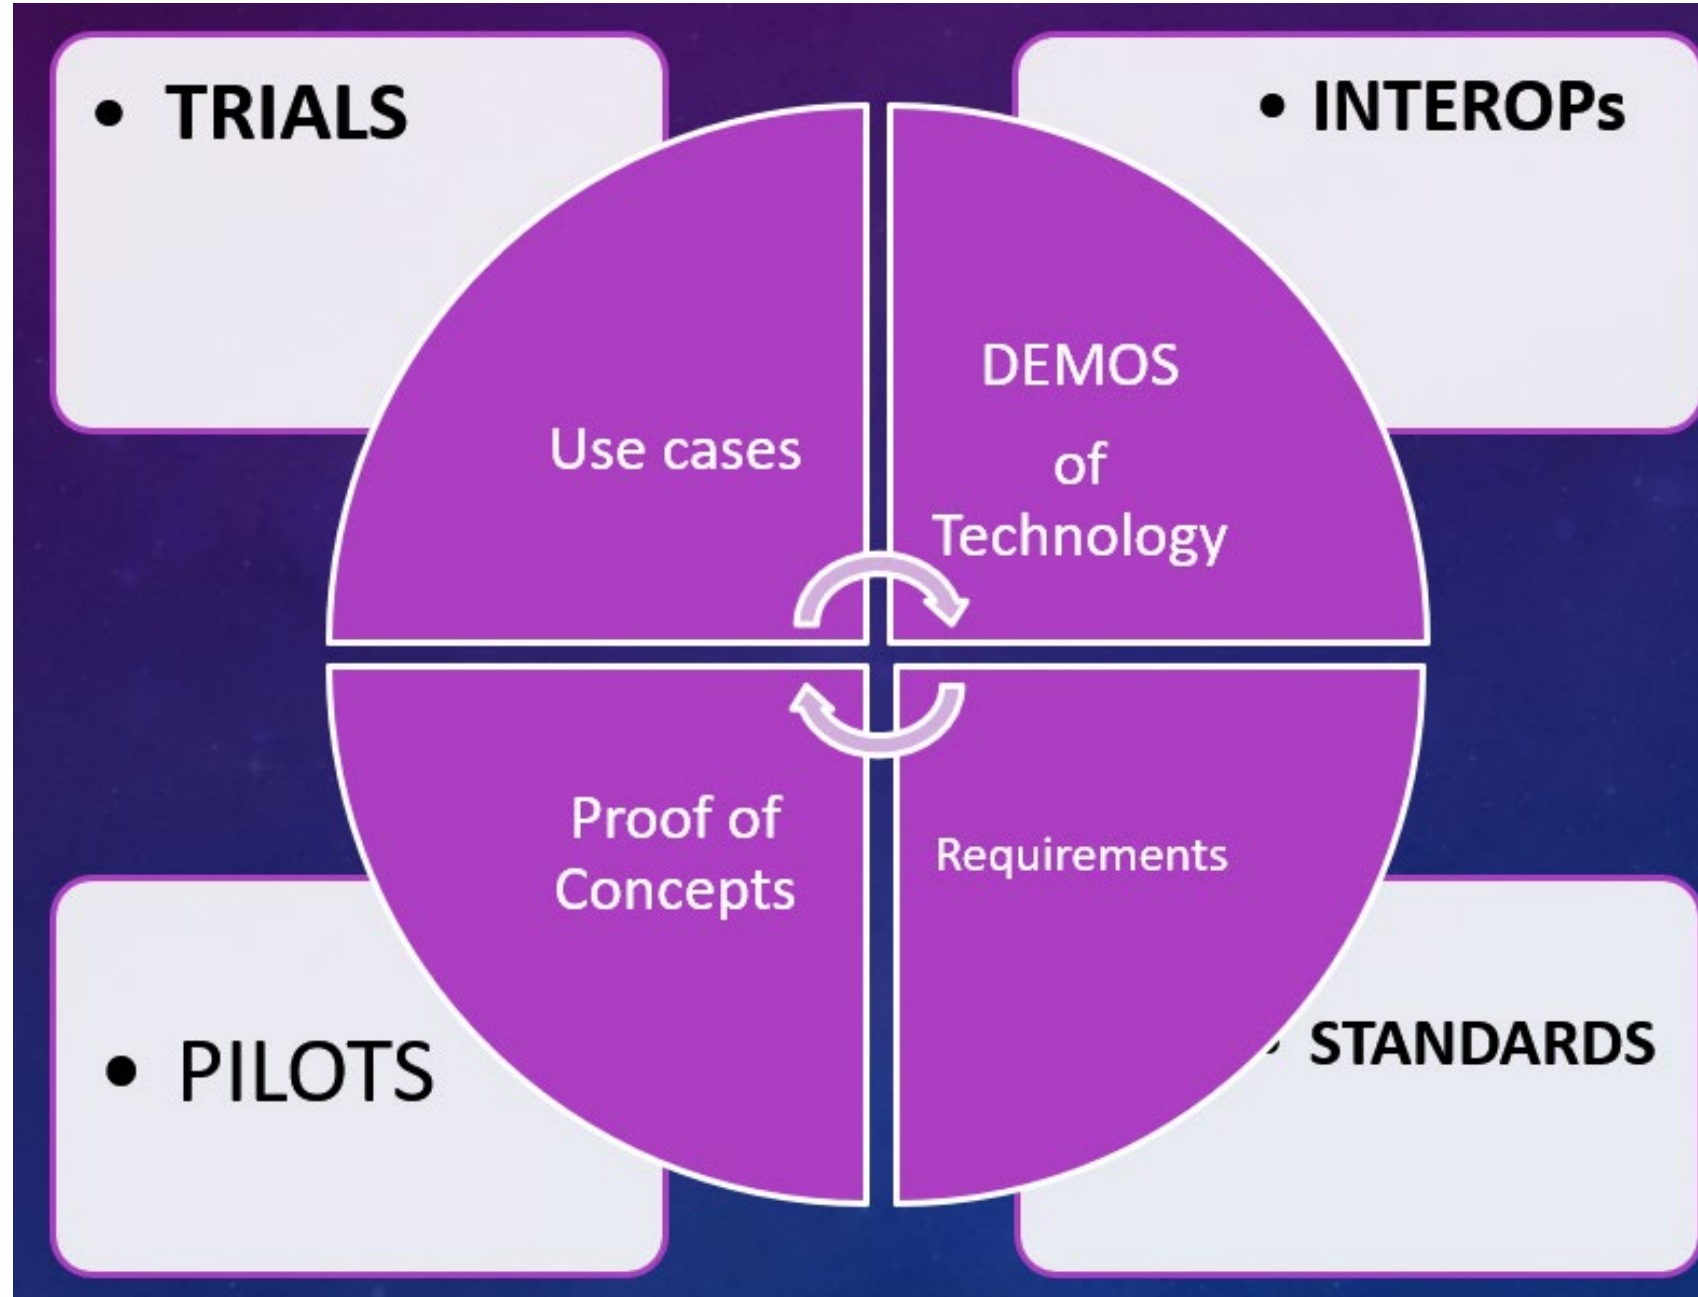 • TRIALS
• INTEROPs
Use cases
DEMOS
of
Technology
Proof of
Concepts
Requirements
• PILOTS
• STANDARDS